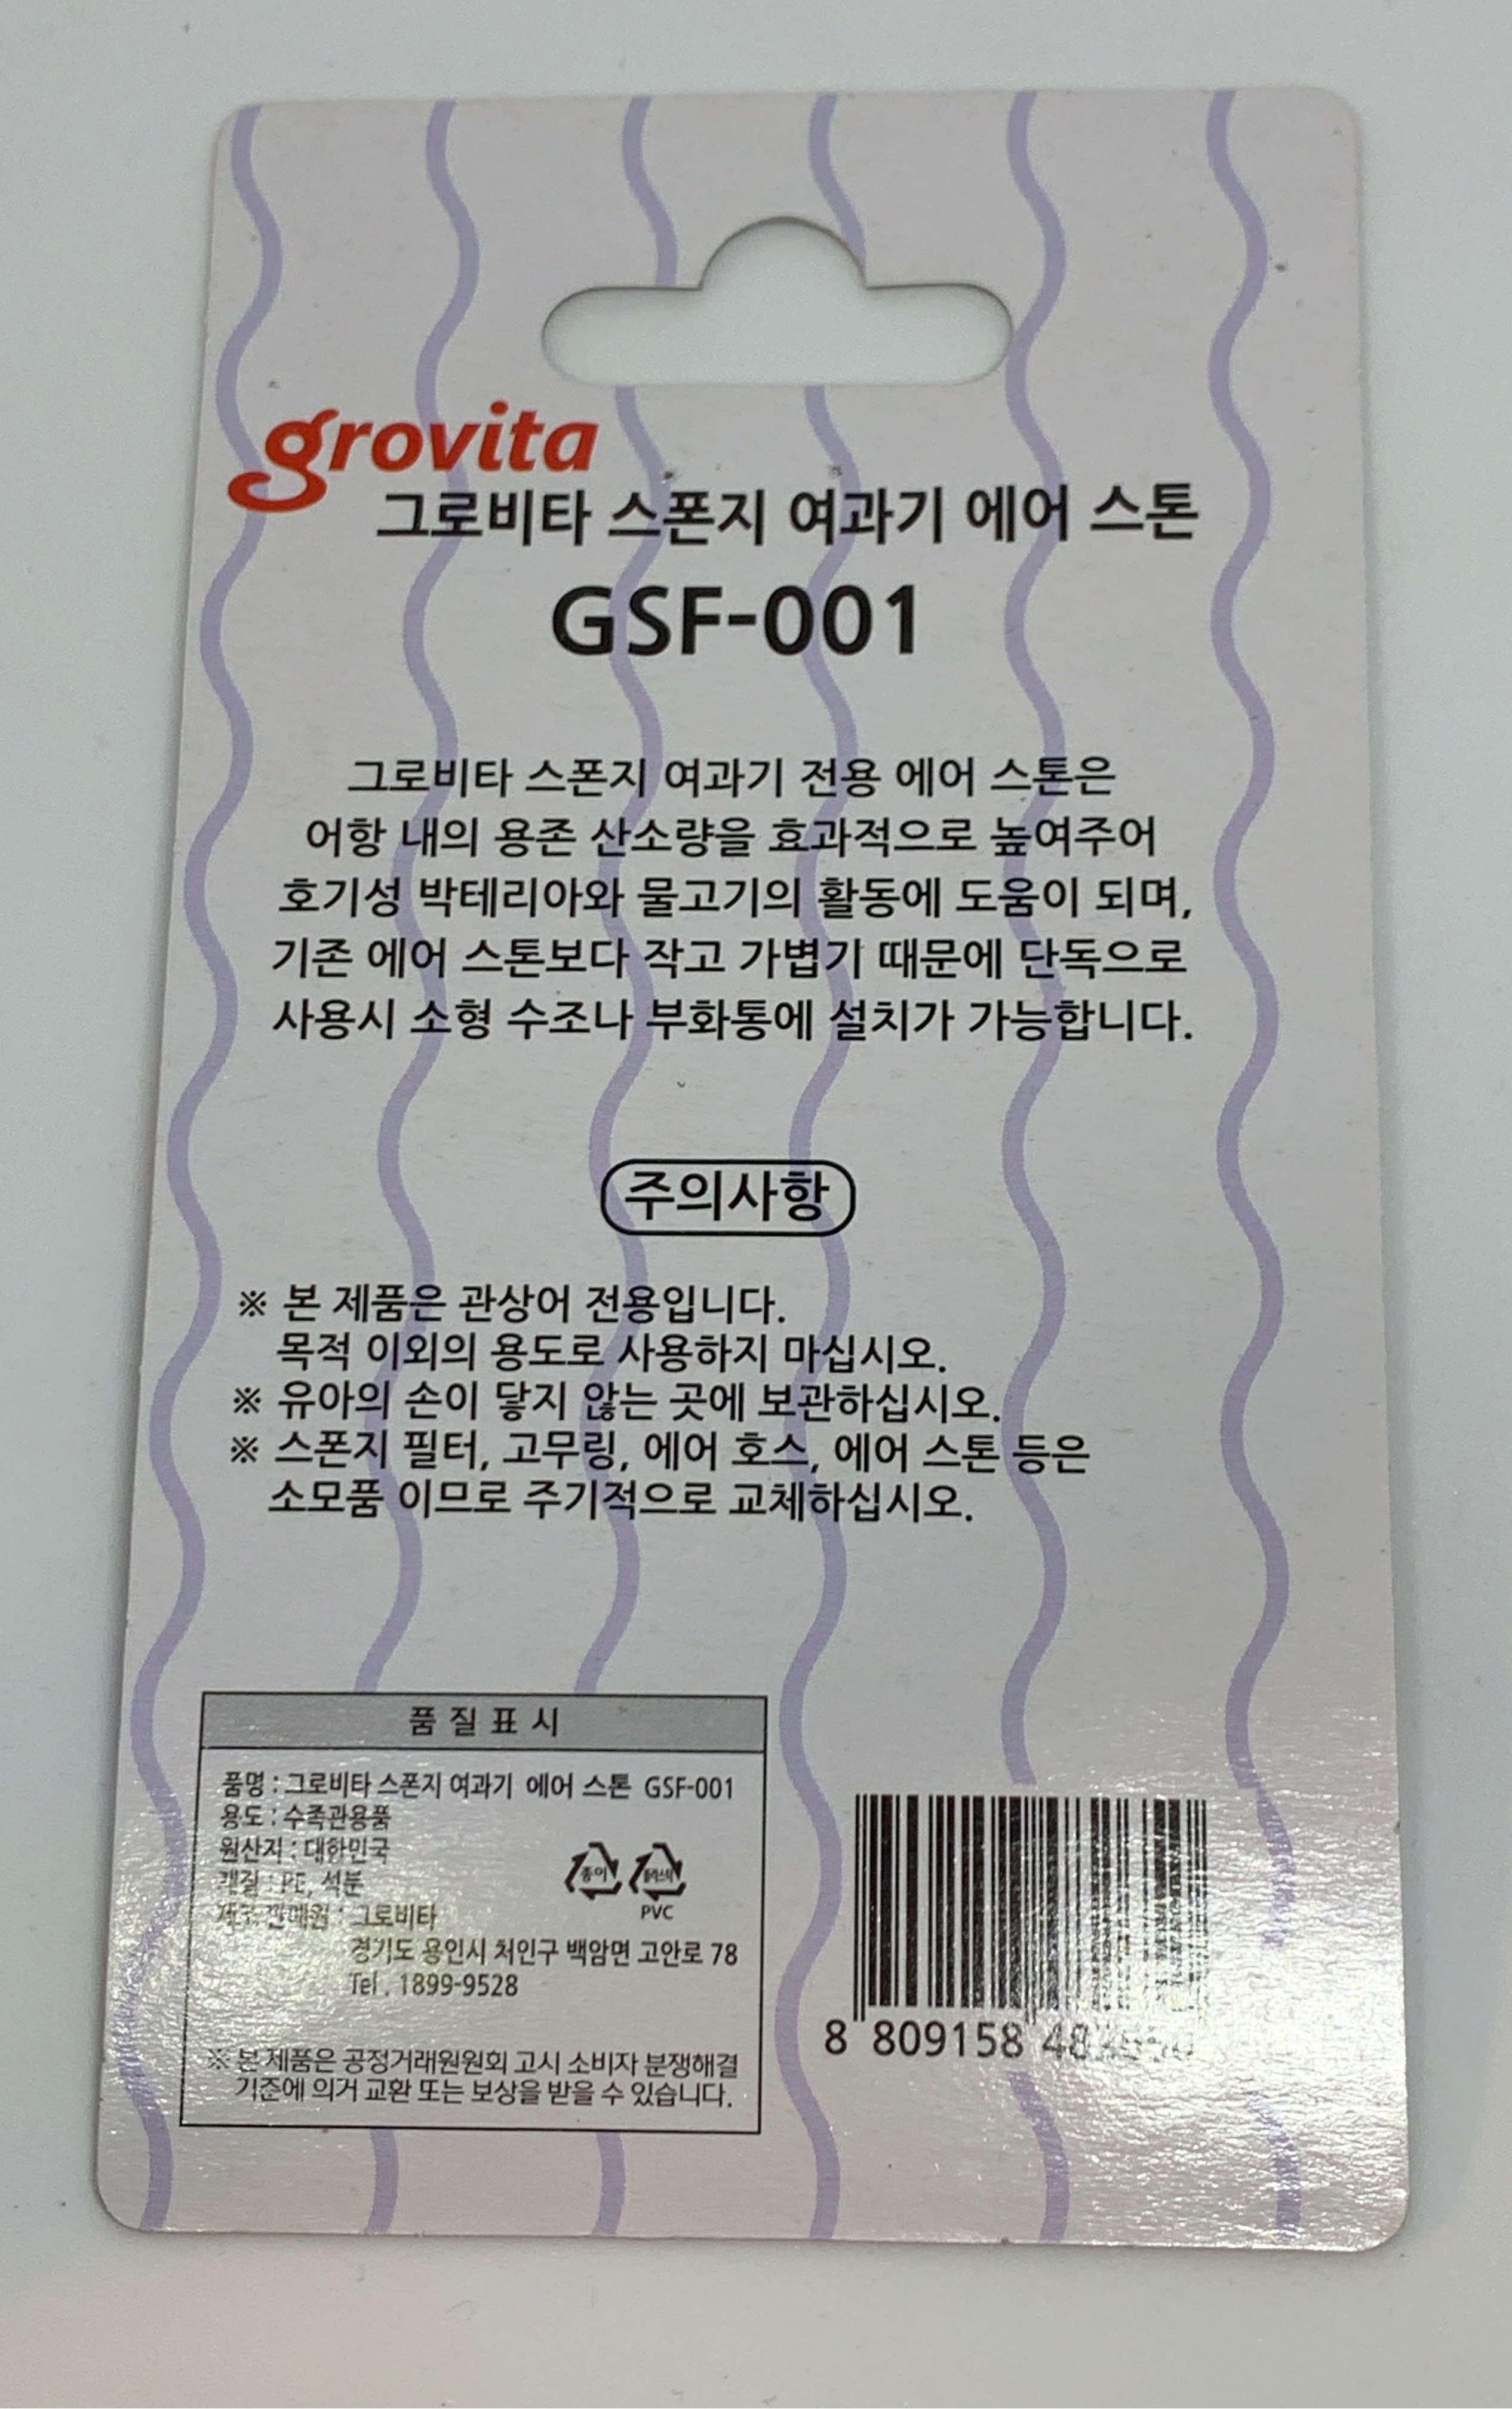 grovita
그로비타 스폰지 여과기 에어 스톤
GSF-001
그로비타 스폰지 여과기 전용 에어 스톤은
어항 내의 용존 산소량을 효과적으로 높여주어
호기성 박테리아와 물고기의 활동에 도움이 되며,
기존 에어 스톤보다 작고 가볍기 때문에 단독으로
사용시 소형 수조나 부화통에 설치가 가능합니다.
주의사항
※ 본 제품은 관상어 전용입니다.
목적 이외의 용도로 사용하지 마십시오.
※ 유아의 손이 닿지 않는 곳에 보관하십시오.
※ 스폰지 필터, 고무링, 에어 호스, 에어 스톤 등은
소모품 이므로 주기적으로 교체하십시오.
품 질 표 시
품명 : 그로비타 스폰지 여과기 에어 스톤 GSF-001
용도 : 수족관용품
원산지 : 대한민국
재질 : PE, 석분
판매원 : 그로비타
경기도 용인시 처인구 백암면 고안로 78
Tel . 1899-9528
종이 플라스틱
PVC
※ 본 제품은 공정거래원원회 고시 소비자 분쟁해결
기준에 의거 교환 또는 보상을 받을 수 있습니다.
8 809158